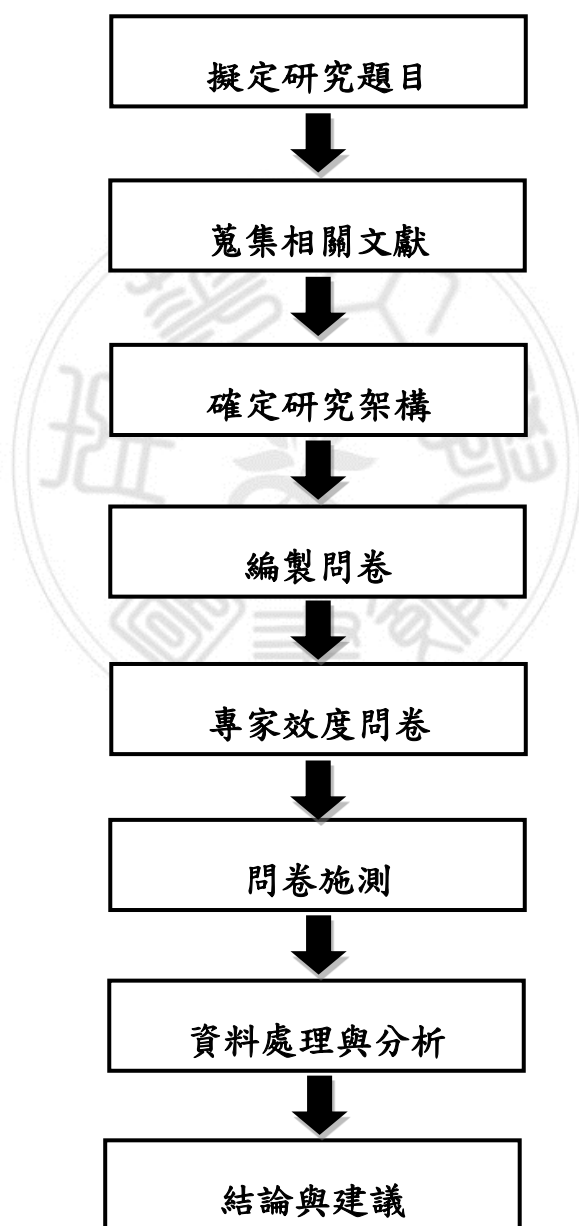 擬定研究題目
蒐集相關文獻
確定研究架構
編製問卷
專家效度問卷
問卷施測
資料處理與分析
結論與建議